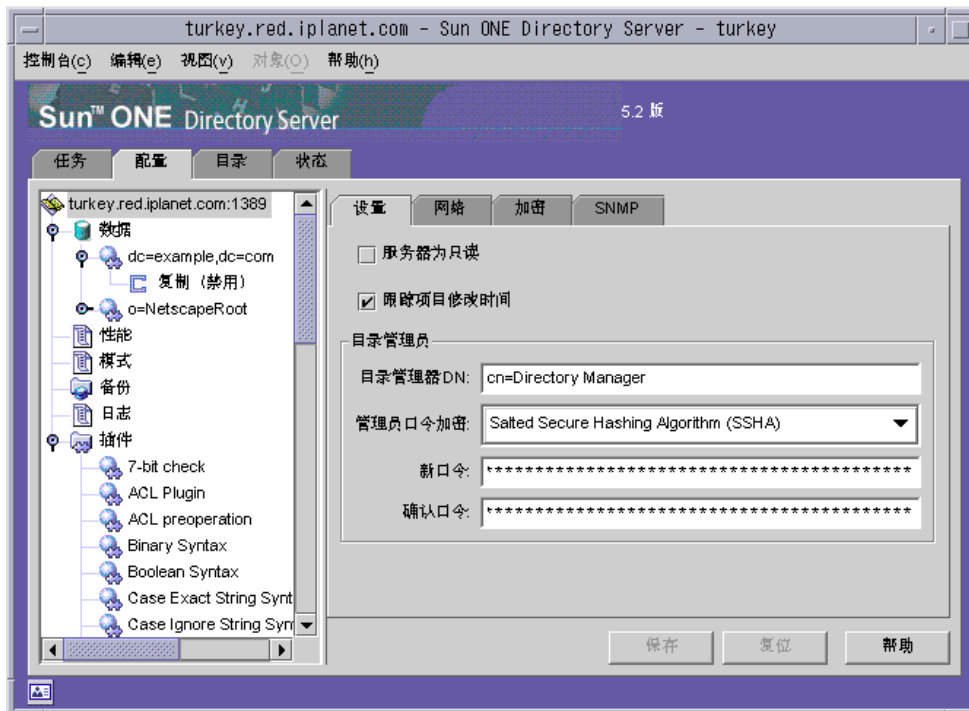 turkey.red.iplanet.com - Sun ONE Directory Server - turkey
控制台(c) 编辑(e) 视图(v) 对象(O) 帮助(h)
Sun™ ONE Directory Server
5.2 版
任务 配置 目录 状态
turkey.red.iplanet.com:1389
数据
dc=example,dc=com
复制 (禁用)
o=NetscapeRoot
性能
模式
备份
日志
插件
7-bit check
ACL Plugin
ACL preoperation
Binary Syntax
Boolean Syntax
Case Exact String Synt
Case Ignore String Syn
设置 网络 加密 SNMP
服务器为只读
跟踪项目修改时间
目录管理员
目录管理器DN: cn=Directory Manager
管理员口令加密: Salted Secure Hashing Algorithm (SSHA)
新口令: ********************************************
确认口令: ********************************************
保存 复位 帮助